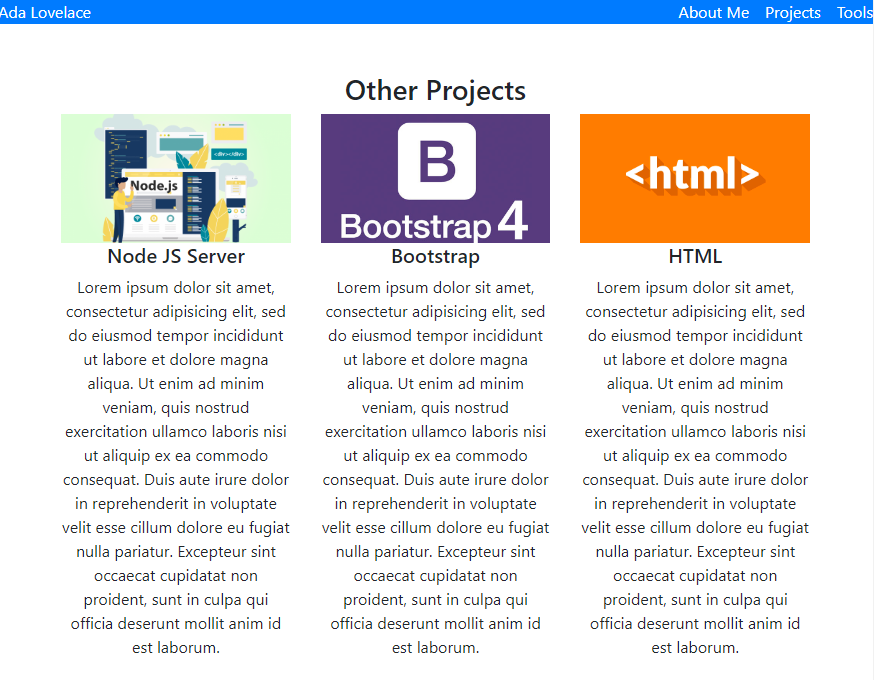 Ada Lovelace
About Me Projects Tools
Other Projects
</div></div>
Node.js
Node JS Server
Lorem ipsum dolor sit amet,
consectetur adipisicing elit, sed
do eiusmod tempor incididunt
ut labore et dolore magna
aliqua. Ut enim ad minim
veniam, quis nostrud
exercitation ullamco laboris nisi
ut aliquip ex ea commodo
consequat. Duis aute irure dolor
in reprehenderit in voluptate
velit esse cillum dolore eu fugiat
nulla pariatur. Excepteur sint
occaecat cupidatat non
proident, sunt in culpa qui
officia deserunt mollit anim id
est laborum.
B
Bootstrap 4
Bootstrap
Lorem ipsum dolor sit amet,
consectetur adipisicing elit, sed
do eiusmod tempor incididunt
ut labore et dolore magna
aliqua. Ut enim ad minim
veniam, quis nostrud
exercitation ullamco laboris nisi
ut aliquip ex ea commodo
consequat. Duis aute irure dolor
in reprehenderit in voluptate
velit esse cillum dolore eu fugiat
nulla pariatur. Excepteur sint
occaecat cupidatat non
proident, sunt in culpa qui
officia deserunt mollit anim id
est laborum.
<html>
HTML
Lorem ipsum dolor sit amet,
consectetur adipisicing elit, sed
do eiusmod tempor incididunt
ut labore et dolore magna
aliqua. Ut enim ad minim
veniam, quis nostrud
exercitation ullamco laboris nisi
ut aliquip ex ea commodo
consequat. Duis aute irure dolor
in reprehenderit in voluptate
velit esse cillum dolore eu fugiat
nulla pariatur. Excepteur sint
occaecat cupidatat non
proident, sunt in culpa qui
officia deserunt mollit anim id
est laborum.